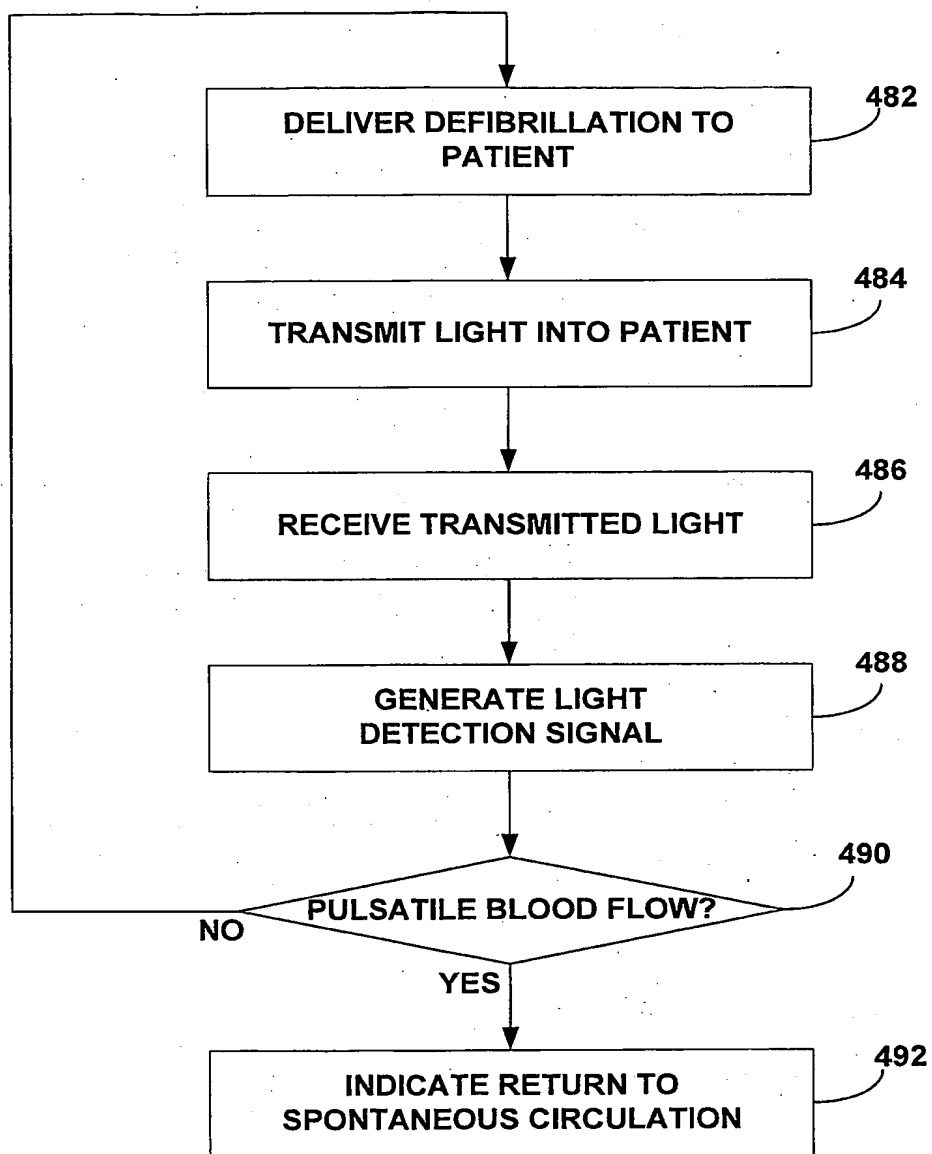 482
DELIVER DEFIBRILLATION TO
PATIENT
484
TRANSMIT LIGHT INTO PATIENT
486
RECEIVE TRANSMITTED LIGHT
488
GENERATE LIGHT
DETECTION SIGNAL
490
PULSATILE BLOOD FLOW?
NO
YES
492
INDICATE RETURN TO
SPONTANEOUS CIRCULATION